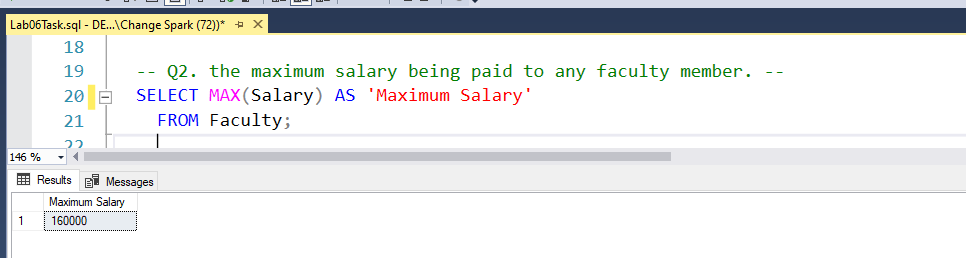 Lab06Task.sql - DE...\Change Spark (72))*
18
19 -- Q2. the maximum salary being paid to any faculty member. --
20 SELECT MAX(Salary) AS 'Maximum Salary'
21 FROM Faculty;
22
146 %
Results Messages
Maximum Salary
1 160000